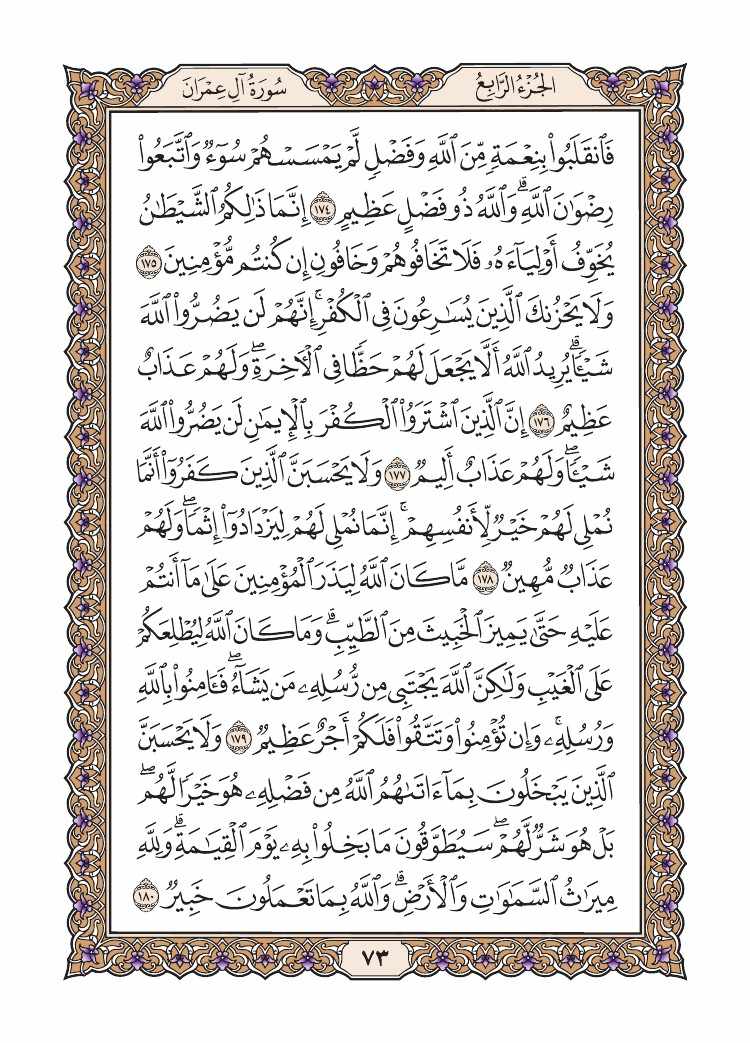 الجُزْءُ الرَّابِعُ
سُورَةُ آلِ عِمْرَانَ
فَٱنقَلَبُوا۟ بِنِعْمَةٍ مِّنَ ٱللَّهِ وَفَضْلٍ لَّمْ يَمْسَسْهُمْ سُوٓءٌ وَٱتَّبَعُوا۟
رِضْوَٰنَ ٱللَّهِ ۗ وَٱللَّهُ ذُو فَضْلٍ عَظِيمٍ ١٧٤ إِنَّمَا ذَٰلِكُمُ ٱلشَّيْطَٰنُ
يُخَوِّفُ أَوْلِيَآءَهُۥ فَلَا تَخَافُوهُمْ وَخَافُونِ إِن كُنتُم مُّؤْمِنِينَ ١٧٥
وَلَا يَحْزُنكَ ٱلَّذِينَ يُسَٰرِعُونَ فِى ٱلْكُفْرِ ۚ إِنَّهُمْ لَن يَضُرُّوا۟ ٱللَّهَ
شَيْـًٔا ۗ يُرِيدُ ٱللَّهُ أَلَّا يَجْعَلَ لَهُمْ حَظًّا فِى ٱلْـَٔاخِرَةِ ۖ وَلَهُمْ عَذَابٌ
عَظِيمٌ ١٧٦ إِنَّ ٱلَّذِينَ ٱشْتَرَوُا۟ ٱلْكُفْرَ بِٱلْإِيمَٰنِ لَن يَضُرُّوا۟ ٱللَّهَ
شَيْـًٔا ۖ وَلَهُمْ عَذَابٌ أَلِيمٌ ١٧٧ وَلَا يَحْسَبَنَّ ٱلَّذِينَ كَفَرُوٓا۟ أَنَّمَا
نُمْلِى لَهُمْ خَيْرٌ لِّأَنفُسِهِمْ ۚ إِنَّمَا نُمْلِى لَهُمْ لِيَزْدَادُوٓا۟ إِثْمًا ۖ وَلَهُمْ
عَذَابٌ مُّهِينٌ ١٧٨ مَّا كَانَ ٱللَّهُ لِيَذَرَ ٱلْمُؤْمِنِينَ عَلَىٰ مَآ أَنتُمْ
عَلَيْهِ حَتَّىٰ يَمِيزَ ٱلْخَبِيثَ مِنَ ٱلطَّيِّبِ ۗ وَمَا كَانَ ٱللَّهُ لِيُطْلِعَكُمْ
عَلَى ٱلْغَيْبِ وَلَٰكِنَّ ٱللَّهَ يَجْتَبِى مِن رُّسُلِهِۦ مَن يَشَآءُ ۖ فَـَٔامِنُوا۟ بِٱللَّهِ
وَرُسُلِهِۦ ۚ وَإِن تُؤْمِنُوا۟ وَتَتَّقُوا۟ فَلَكُمْ أَجْرٌ عَظِيمٌ ١٧٩ وَلَا يَحْسَبَنَّ
ٱلَّذِينَ يَبْخَلُونَ بِمَآ ءَاتَىٰهُمُ ٱللَّهُ مِن فَضْلِهِۦ هُوَ خَيْرًا لَّهُم ۖ
بَلْ هُوَ شَرٌّ لَّهُمْ ۖ سَيُطَوَّقُونَ مَا بَخِلُوا۟ بِهِۦ يَوْمَ ٱلْقِيَٰمَةِ ۗ وَلِلَّهِ
مِيرَٰثُ ٱلسَّمَٰوَٰتِ وَٱلْأَرْضِ ۗ وَٱللَّهُ بِمَا تَعْمَلُونَ خَبِيرٌ ١٨٠
٧٣